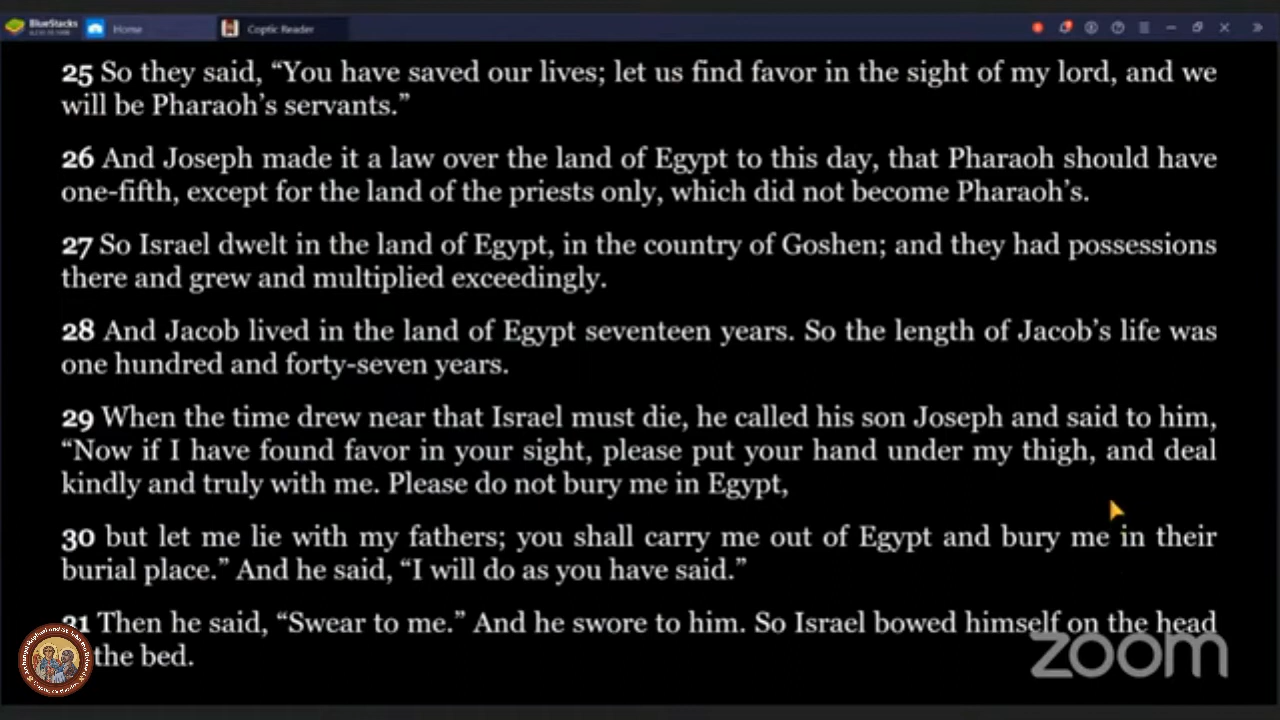 BlueStacks
Home
Coptic Reader
25 So they said, “You have saved our lives; let us find favor in the sight of my lord, and we
will be Pharaoh’s servants.”
26 And Joseph made it a law over the land of Egypt to this day, that Pharaoh should have
one-fifth, except for the land of the priests only, which did not become Pharaoh’s.
27 So Israel dwelt in the land of Egypt, in the country of Goshen; and they had possessions
there and grew and multiplied exceedingly.
28 And Jacob lived in the land of Egypt seventeen years. So the length of Jacob’s life was
one hundred and forty-seven years.
29 When the time drew near that Israel must die, he called his son Joseph and said to him,
“Now if I have found favor in your sight, please put your hand under my thigh, and deal
kindly and truly with me. Please do not bury me in Egypt,
30 but let me lie with my fathers; you shall carry me out of Egypt and bury me in their
burial place.” And he said, “I will do as you have said.”
31 Then he said, “Swear to me.” And he swore to him. So Israel bowed himself on the head
the bed.
zoom